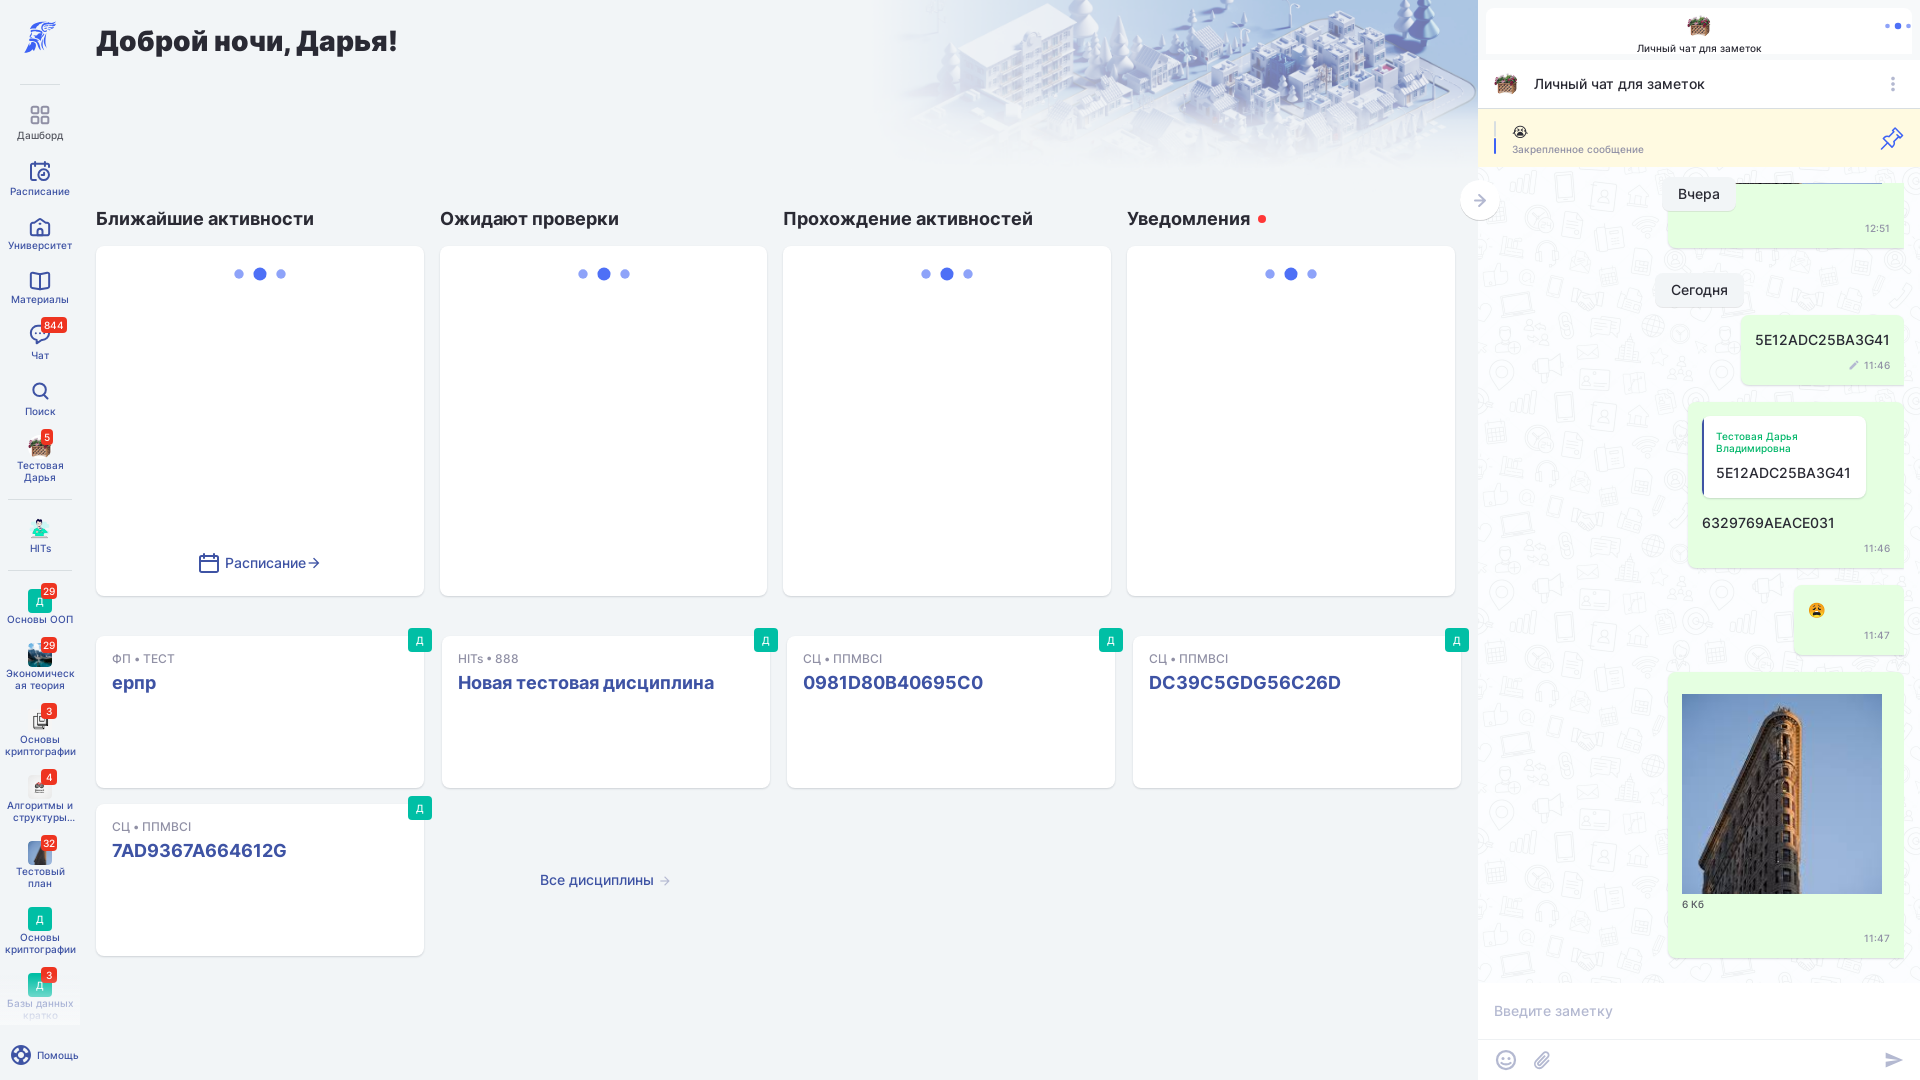 Доброй ночи, Дарья!
Дашборд
Расписание
Университет
Материалы
844
Чат
Поиск
5
Тестовая
Дарья
HITs
29
Д
Основы ООП
29
Экономическ
ая теория
3
Основы
криптографии
4
Алгоритмы и
структуры...
32
Тестовый
план
Д
Основы
криптографии
3
Д
Базы данных
кратко
Помощь
Ближайшие активности
Расписание
Ожидают проверки
Прохождение активностей
Уведомления
Д
ФП • ТЕСТ
ерпр
Д
HITs • 888
Новая тестовая дисциплина
Д
СЦ • ППМВСI
0981D80B40695C0
Д
СЦ • ППМВСI
DC39C5GDG56C26D
Д
СЦ • ППМВСI
7AD9367A664612G
Все дисциплины
Личный чат для заметок
Личный чат для заметок
Закрепленное сообщение
Вчера
12:51
Сегодня
5E12ADC25BA3G41
11:46
Тестовая Дарья
Владимировна
5E12ADC25BA3G41
6329769AEACE031
11:46
11:47
6 Кб
11:47
Введите заметку